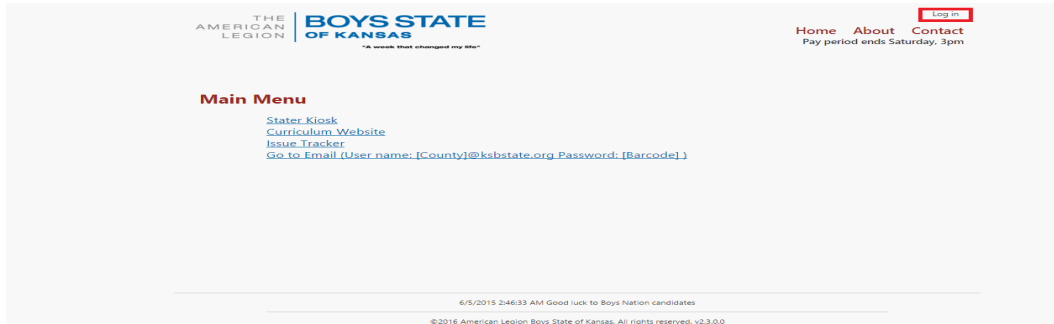 THE
AMERICAN
LEGION
BOYS STATE
OF KANSAS
"A week that changed my life"
Log in
Home About Contact
Pay period ends Saturday, 3pm
Main Menu
Stater Kiosk
Curriculum Website
Issue Tracker
Go to Email (User name: [County]@ksbstate.org Password: [Barcode] )
6/5/2015 2:46:33 AM Good luck to Boys Nation candidates
©2016 American Legion Boys State of Kansas. All rights reserved. v2.3.0.0